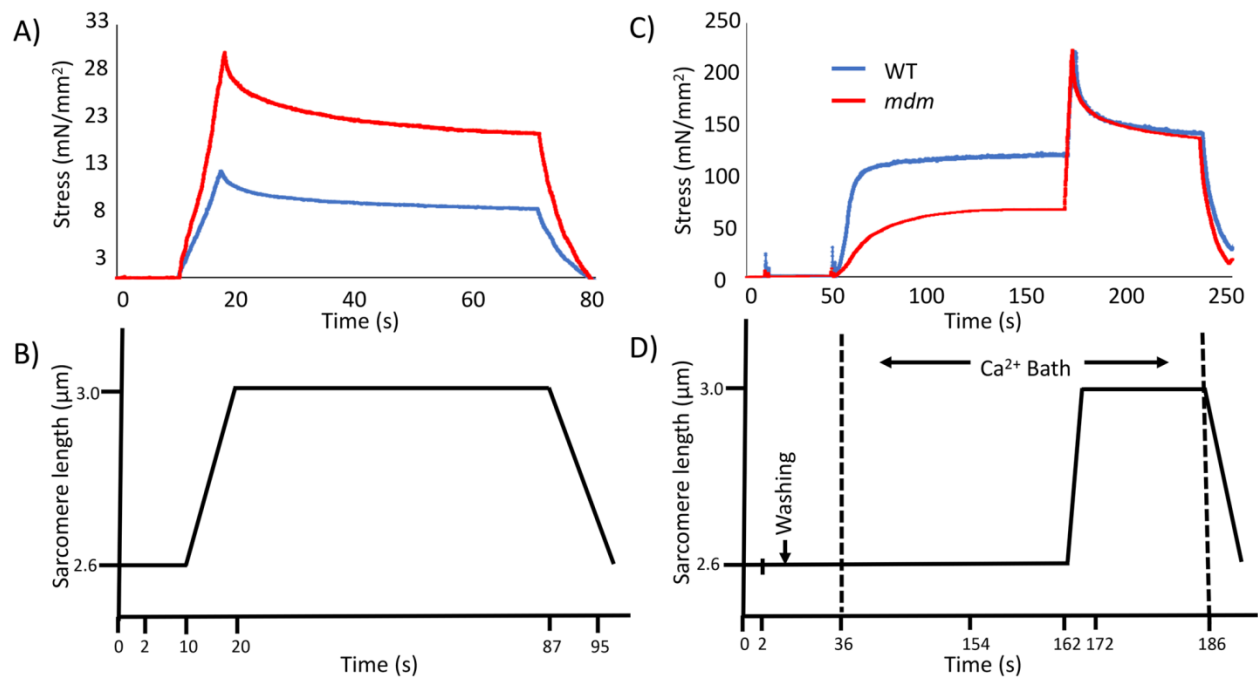 A)
Stress (mN/mm²)
33
28
23
18
13
8
3
0 20 40 60 80
Time (s)
C)
Stress (mN/mm²)
250
200
150
100
50
0
WT
mdm
0 50 100 150 200 250
Time (s)
B)
Sarcomere length (µm)
3.0
2.6
0 2 10 20 87 95
Time (s)
D)
Sarcomere length (µm)
3.0
2.6
Washing
Ca²⁺ Bath
0 2 36 154 162 172 186
Time (s)